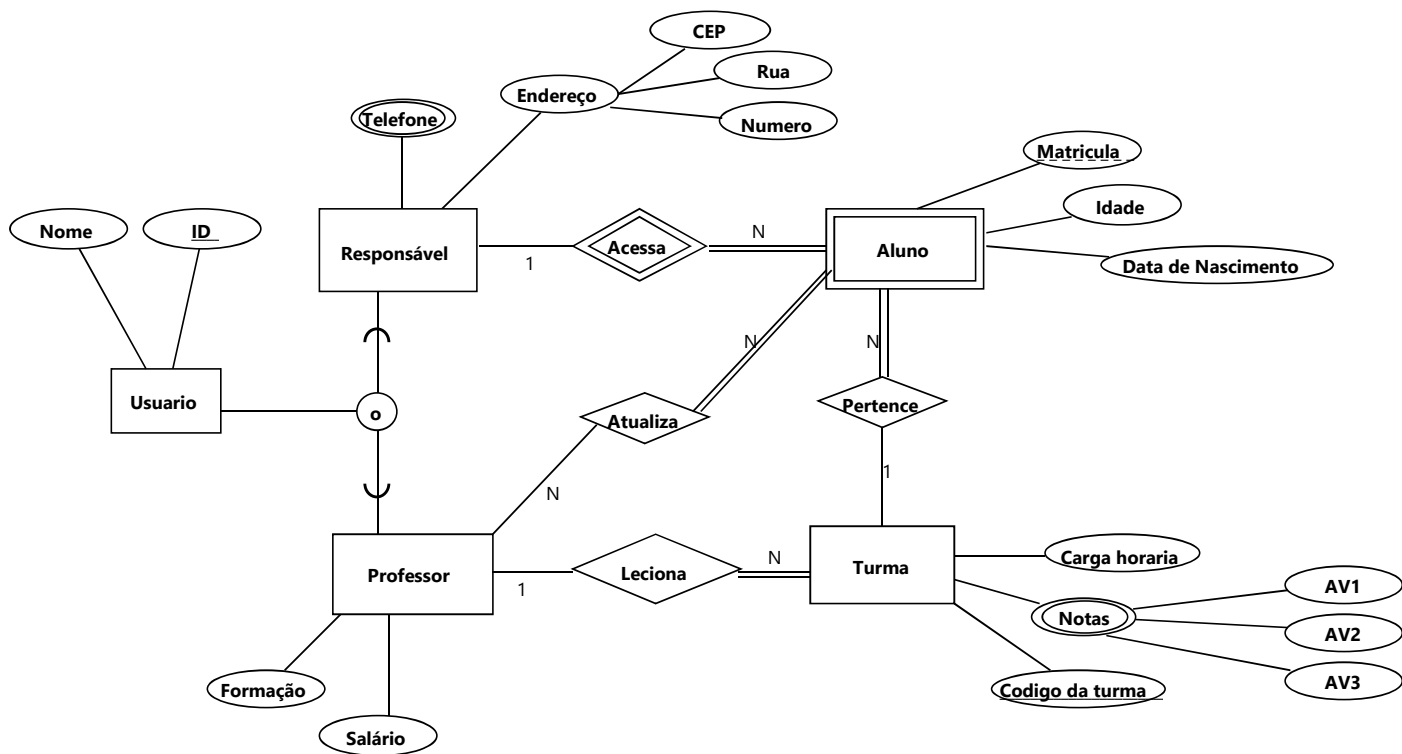 CEP
Rua
Endereço
Numero
Telefone
Matricula
Idade
Nome
ID
Responsável
1
Acessa
N
Aluno
Data de Nascimento
N
N
Usuario
o
Atualiza
Pertence
N
1
Professor
1
Leciona
N
Turma
Carga horaria
Notas
AV1
AV2
AV3
Formação
Codigo da turma
Salário